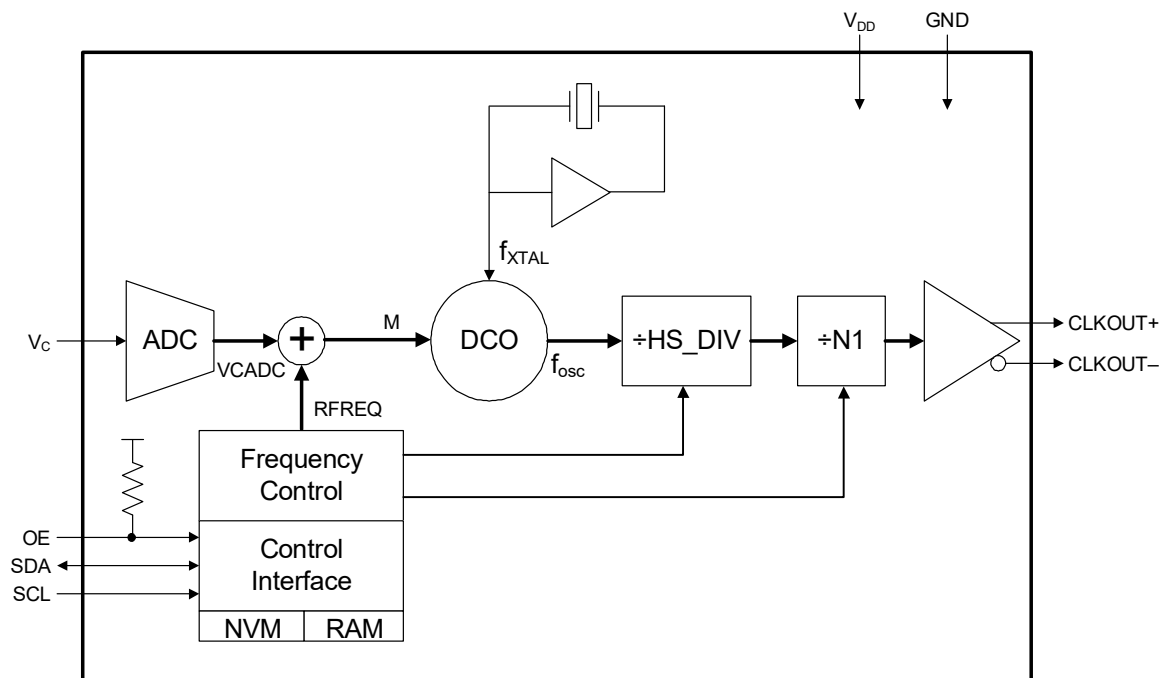 VDD
GND
fXTAL
VC
ADC
VCADC
+
M
DCO
fosc
÷HS_DIV
÷N1
CLKOUT+
CLKOUT–
RFREQ
Frequency
Control
OE
SDA
SCL
Control
Interface
NVM
RAM